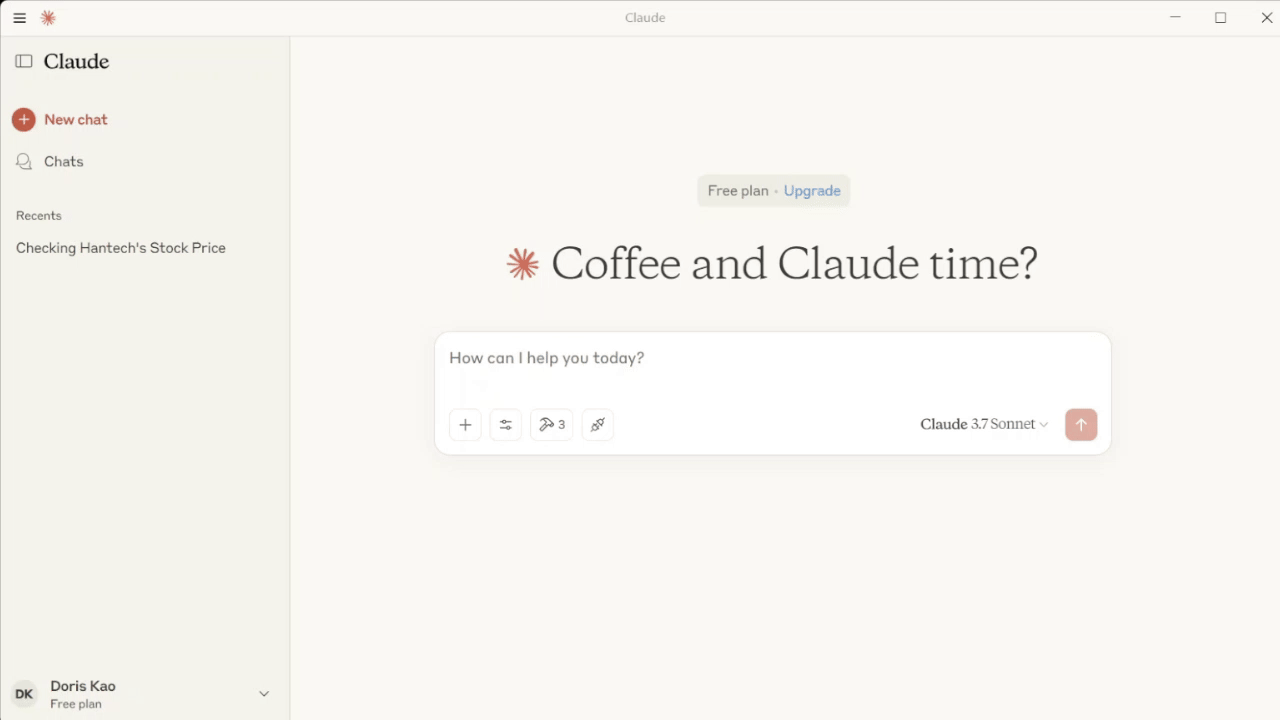 Claude
Claude
New chat
Chats
Recents
Checking Hantech's Stock Price
Free plan • Upgrade
Coffee and Claude time?
How can I help you today?
3
Claude 3.7 Sonnet
DK
Doris Kao
Free plan